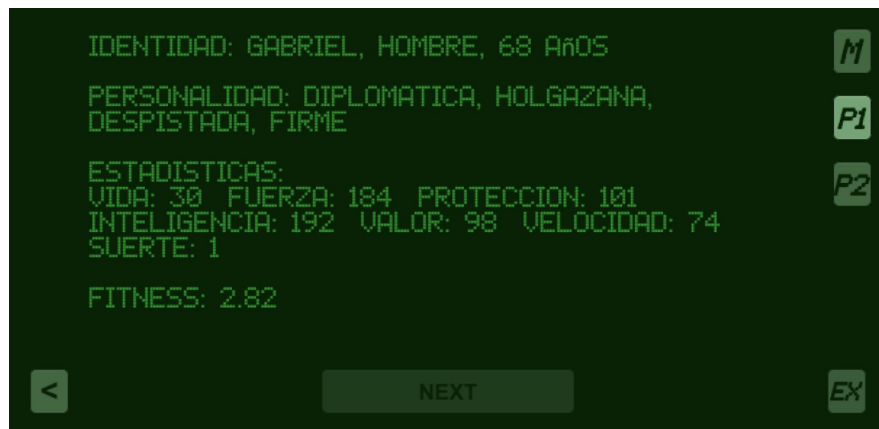 IDENTIDAD: GABRIEL, HOMBRE, 68 AñOS
M
PERSONALIDAD: DIPLOMATICA, HOLGAZANA,
DESPISTADA, FIRME
P1
ESTADISTICAS:
VIDA: 30 FUERZA: 184 PROTECCION: 101
P2
INTELIGENCIA: 192 VALOR: 98 VELOCIDAD: 74
SUERTE: 1
FITNESS: 2.82
<
NEXT
EX